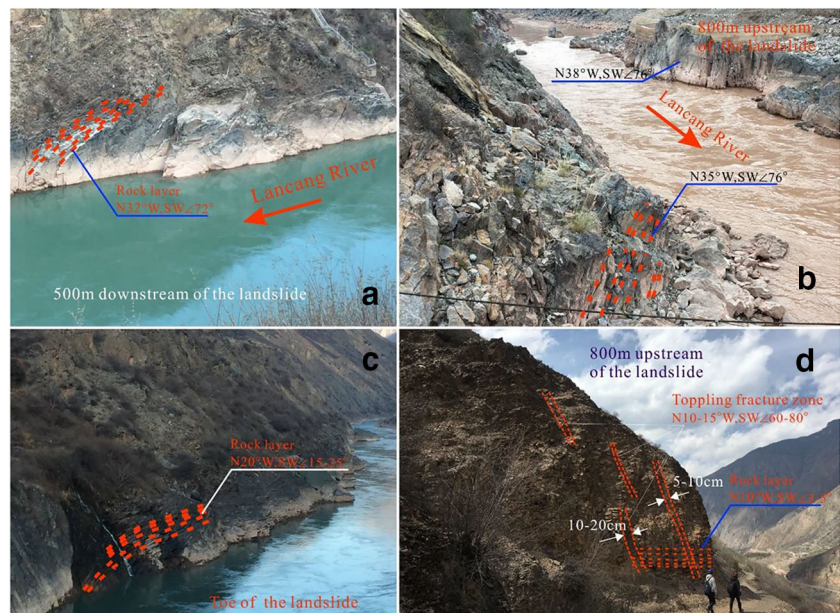 Rock layer
N32°W,SW∠72°
Lancang River
500m downstream of the landslide
a
800m upstream
of the landslide
N38°W,SW∠76°
Lancang River
N35°W,SW∠76°
b
c
Rock layer
N20°W,SW∠15-25°
Toe of the landslide
d
800m upstream
of the landslide
Toppling fracture zone
N10-15°W,SW∠60-80°
5-10cm
Rock layer
10-20cm